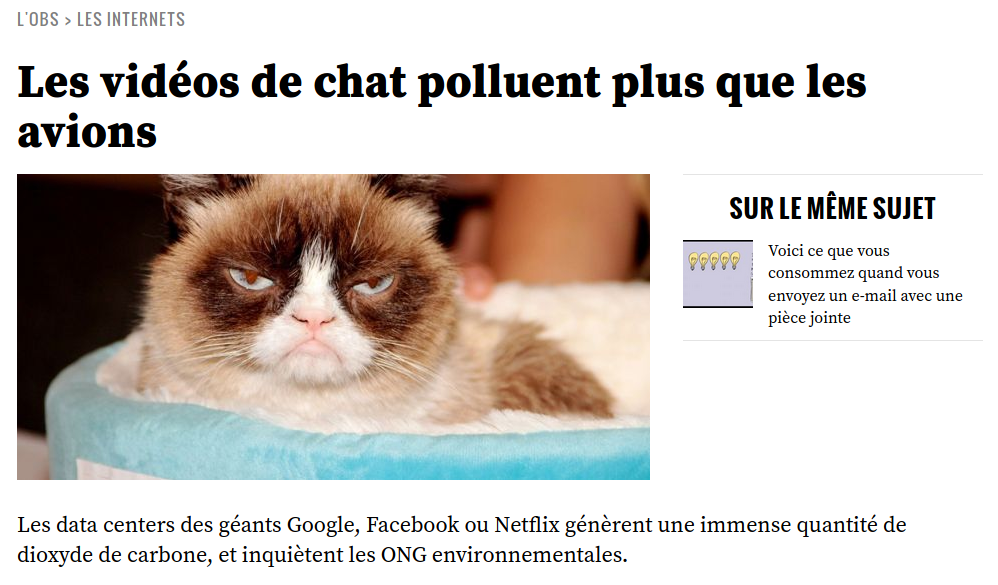 L'OBS > LES INTERNETS
Les vidéos de chat polluent plus que les
avions
SUR LE MÊME SUJET
Voici ce que vous
consommez quand vous
envoyez un e-mail avec une
pièce jointe
Les data centers des géants Google, Facebook ou Netflix génèrent une immense quantité de
dioxyde de carbone, et inquiètent les ONG environnementales.